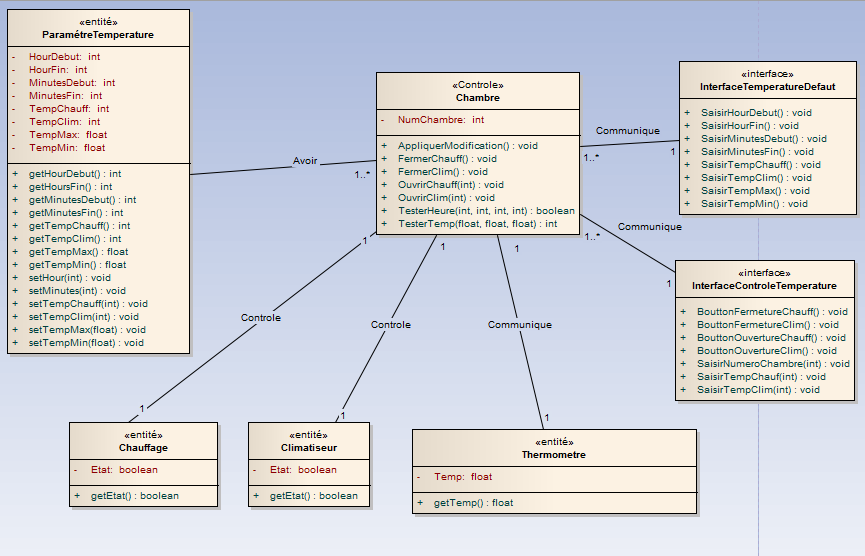 «entité»
ParamétreTemperature
- HourDebut: int
- HourFin: int
- MinutesDebut: int
- MinutesFin: int
- TempChauff: int
- TempClim: int
- TempMax: float
- TempMin: float
+ getHourDebut() : int
+ getHoursFin() : int
+ getMinutesDebut() : int
+ getMinutesFin() : int
+ getTempChauff() : int
+ getTempClim() : int
+ getTempMax() : float
+ getTempMin() : float
+ setHour(int) : void
+ setMinutes(int) : void
+ setTempChauff(int) : void
+ setTempClim(int) : void
+ setTempMax(float) : void
+ setTempMin(float) : void
Avoir
1..*
«Controle»
Chambre
- NumChambre: int
+ AppliquerModification() : void
+ FermerChauff() : void
+ FermerClim() : void
+ OuvrirChauff(int) : void
+ OuvrirClim(int) : void
+ TesterHeure(int, int, int, int) : boolean
+ TesterTemp(float, float, float) : int
Communique
1..*
1
«interface»
InterfaceTemperatureDefaut
+ SaisirHourDebut() : void
+ SaisirHourFin() : void
+ SaisirMinutesDebut() : void
+ SaisirMinutesFin() : void
+ SaisirTempChauff() : void
+ SaisirTempClim() : void
+ SaisirTempMax() : void
+ SaisirTempMin() : void
Communique
1..*
1
«interface»
InterfaceControleTemperature
+ BouttonFermetureChauff() : void
+ BouttonFermetureClim() : void
+ BouttonOuvertureChauff() : void
+ BouttonOuvertureClim() : void
+ SaisirNumeroChambre(int) : void
+ SaisirTempChauf(int) : void
+ SaisirTempClim(int) : void
1
Controle
1
1
Controle
1
1
Communique
1
«entité»
Chauffage
- Etat: boolean
+ getEtat() : boolean
«entité»
Climatiseur
- Etat: boolean
+ getEtat() : boolean
«entité»
Thermometre
- Temp: float
+ getTemp() : float